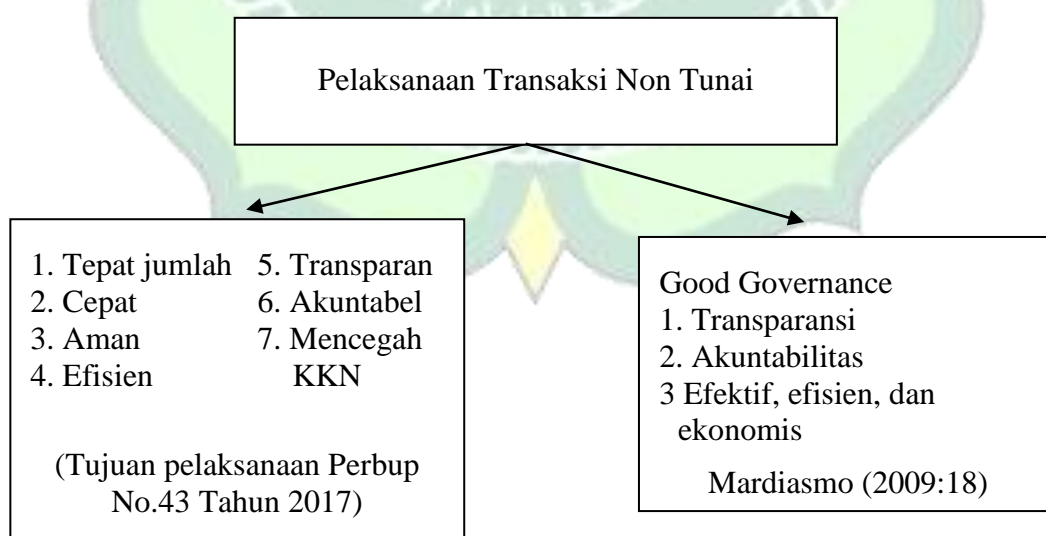 Pelaksanaan Transaksi Non Tunai
1. Tepat jumlah 5. Transparan
2. Cepat 6. Akuntabel
3. Aman 7. Mencegah
4. Efisien KKN
(Tujuan pelaksanaan Perbup
No.43 Tahun 2017)
Good Governance
1. Transparansi
2. Akuntabilitas
3 Efektif, efisien, dan
ekonomis
Mardiasmo (2009:18)